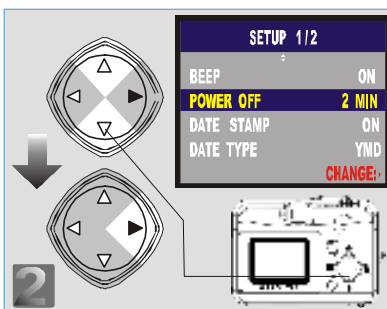 SETUP 1/2
BEEP ON
POWER OFF 2 MIN
DATE STAMP ON
DATE TYPE YMD
CHANGE:
2